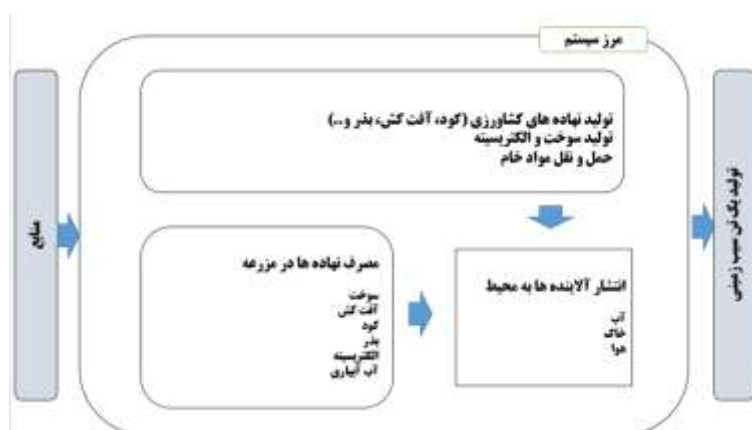 مرز سیستم
تولید نهاده های کشاورزی (کود، آفت کش، بذر و...)
تولید سوخت و الکتریسیته
حمل و نقل مواد خام
منابع
تولید یک تن سیب زمینی
مصرف نهاده ها در مزرعه
سوخت
آفت کش
کود
بذر
الکتریسیته
آب آبیاری
انتشار آلاینده ها به محیط
آب
خاک
هوا